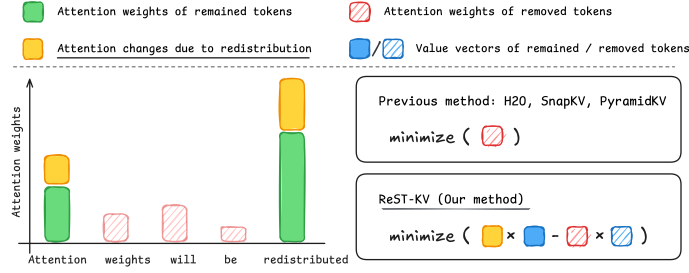 Attention weights of remained tokens
Attention weights of removed tokens
Attention changes due to redistribution
/ Value vectors of remained / removed tokens
Attention weights
Attention weights will be redistributed
Previous method: H2O, SnapKV, PyramidKV
minimize ( )
ReST-KV (Our method)
minimize ( × - × )